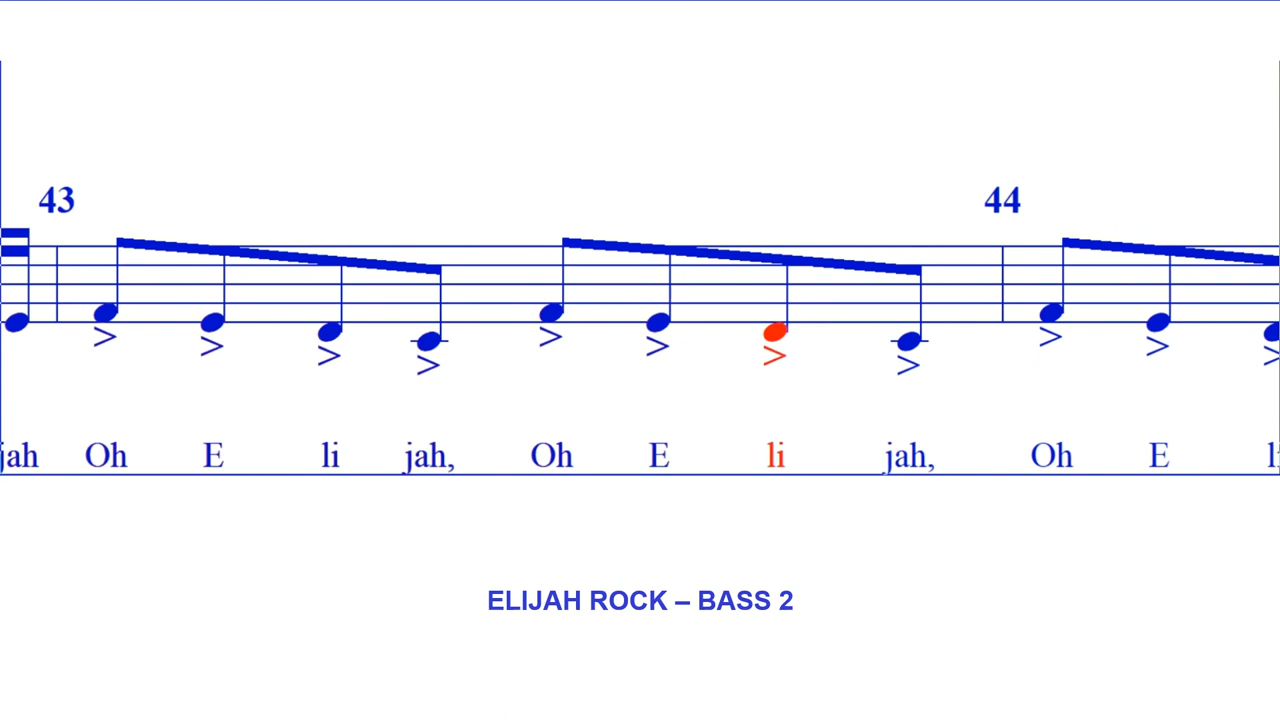 43 44
jah Oh E li jah, Oh E li jah, Oh E
ELIJAH ROCK – BASS 2